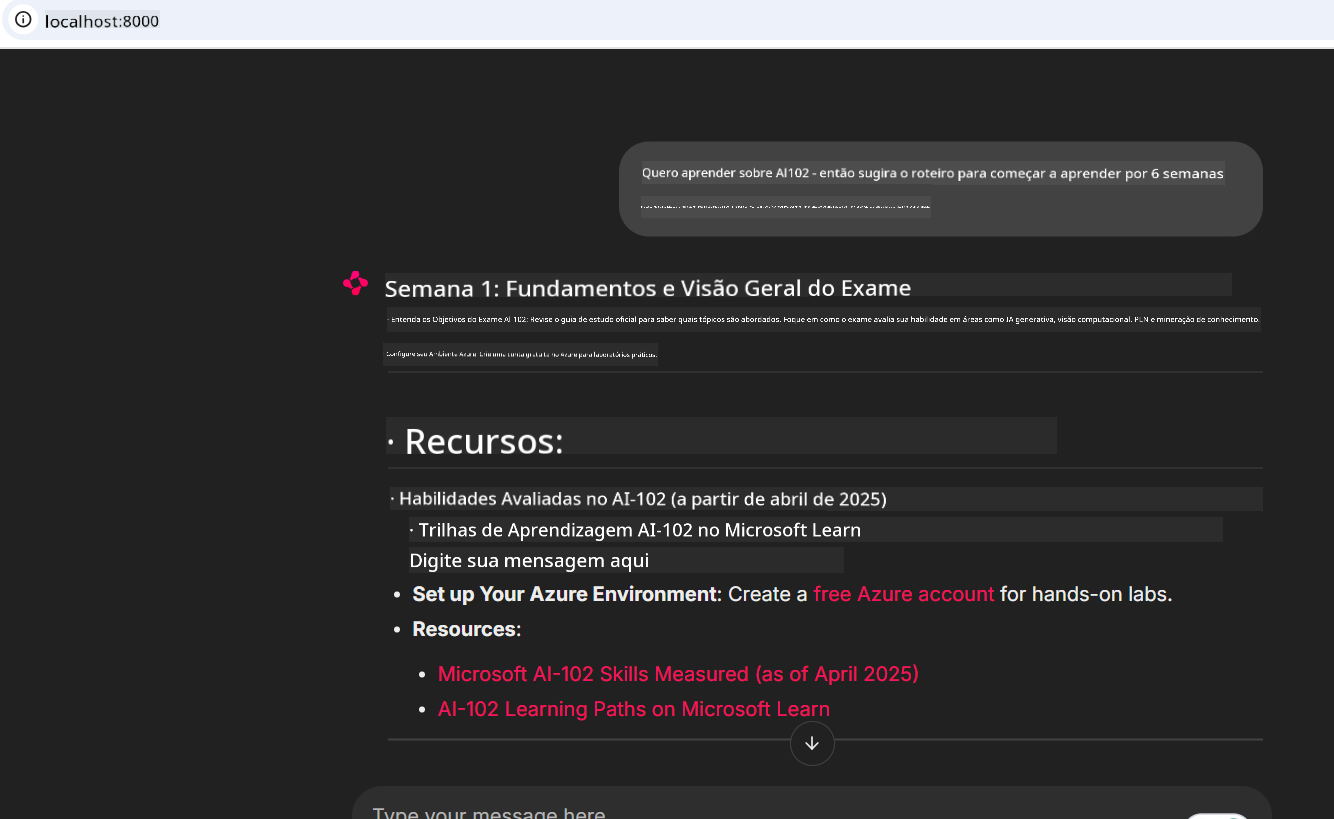 localhost:8000
Quero aprender sobre AI102 - então sugira o roteiro para começar a aprender por 6 semanas
Semana 1: Fundamentos e Visão Geral do Exame
· Entenda os Objetivos do Exame AI-102: Revise o guia de estudo oficial para saber quais tópicos são abordados. Foque em como o exame avalia sua habilidade em áreas como IA generativa, visão computacional, PLN e mineração de conhecimento.
Configure seu Ambiente Azure: Crie uma conta gratuita no Azure para laboratórios práticos.
· Recursos:
· Habilidades Avaliadas no AI-102 (a partir de abril de 2025)
· Trilhas de Aprendizagem AI-102 no Microsoft Learn
Digite sua mensagem aqui
• Set up Your Azure Environment: Create a free Azure account for hands-on labs.
• Resources:
• Microsoft AI-102 Skills Measured (as of April 2025)
• AI-102 Learning Paths on Microsoft Learn
Type your message here